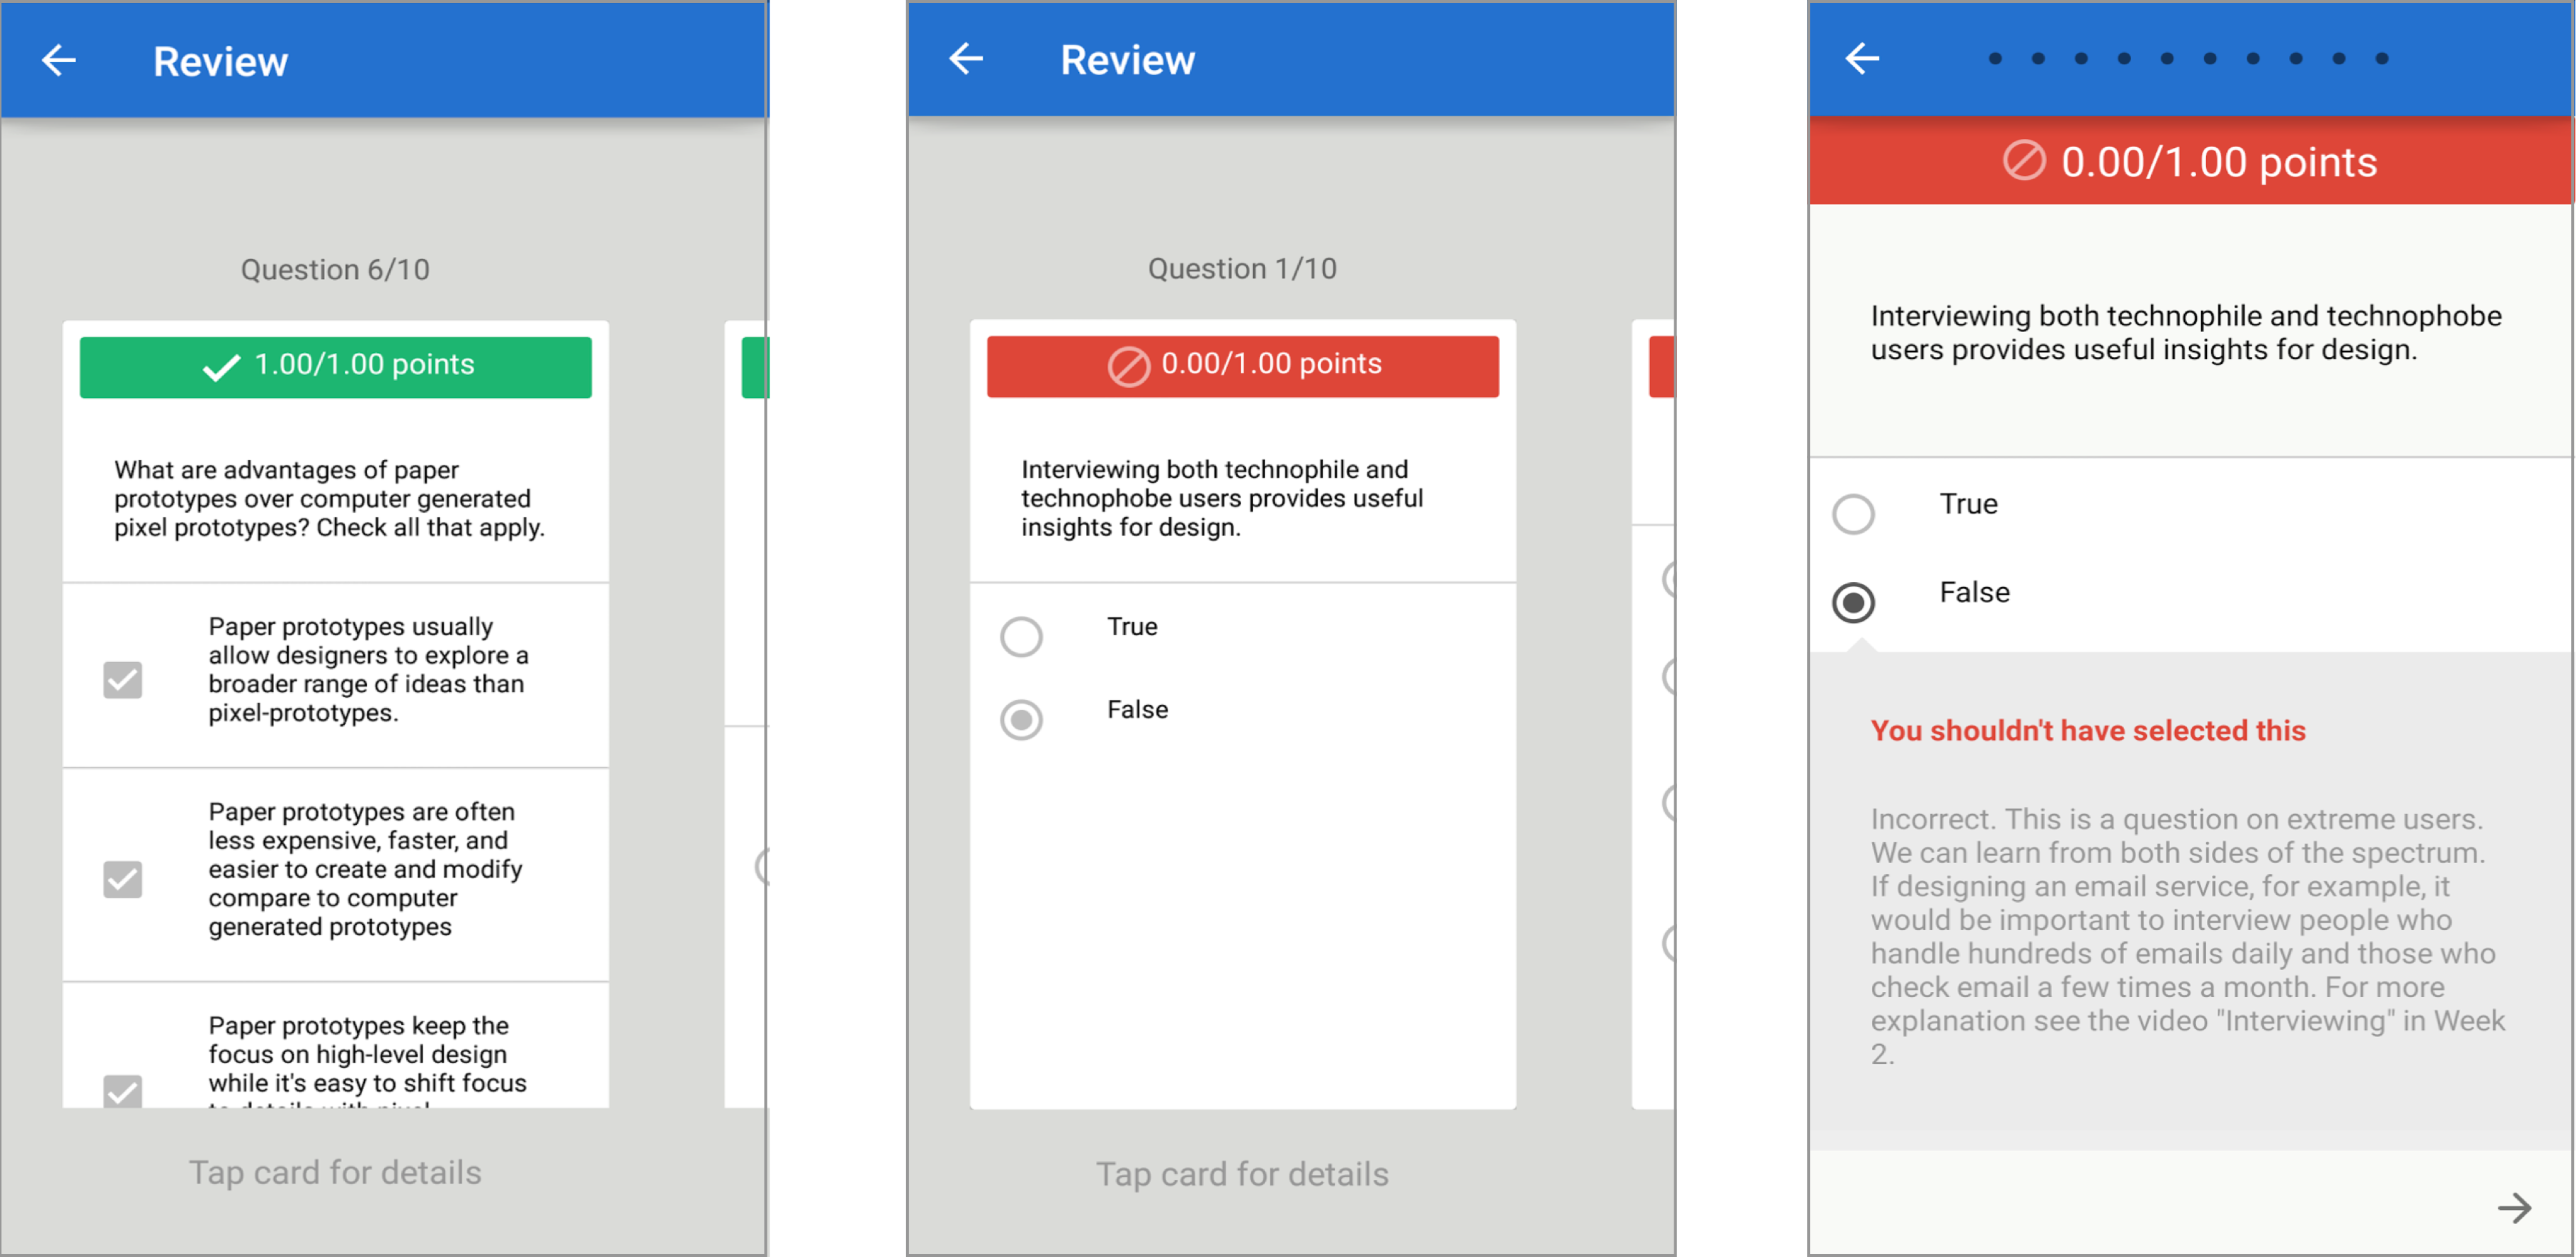 Review
Question 6/10
1.00/1.00 points
What are advantages of paper
prototypes over computer generated
pixel prototypes? Check all that apply.
Paper prototypes usually
allow designers to explore a
broader range of ideas than
pixel-prototypes.
Paper prototypes are often
less expensive, faster, and
easier to create and modify
compare to computer
generated prototypes
Paper prototypes keep the
focus on high-level design
while it's easy to shift focus
to details with pixel
Tap card for details
Review
Question 1/10
0.00/1.00 points
Interviewing both technophile and
technophobe users provides useful
insights for design.
True
False
Tap card for details
0.00/1.00 points
Interviewing both technophile and technophobe
users provides useful insights for design.
True
False
You shouldn't have selected this
Incorrect. This is a question on extreme users.
We can learn from both sides of the spectrum.
If designing an email service, for example, it
would be important to interview people who
handle hundreds of emails daily and those who
check email a few times a month. For more
explanation see the video "Interviewing" in Week
2.